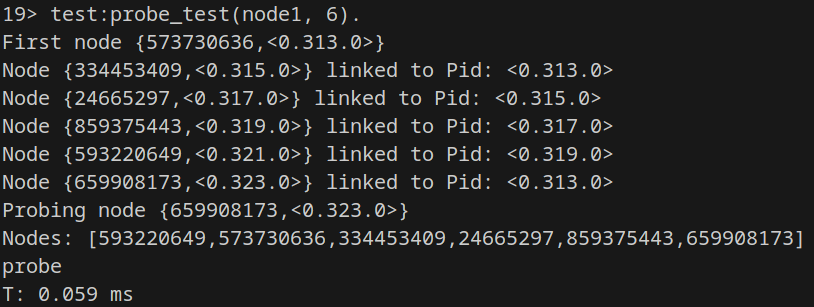 19> test:probe_test(node1, 6).
First node {573730636,<0.313.0>}
Node {334453409,<0.315.0>} linked to Pid: <0.313.0>
Node {24665297,<0.317.0>} linked to Pid: <0.315.0>
Node {859375443,<0.319.0>} linked to Pid: <0.317.0>
Node {593220649,<0.321.0>} linked to Pid: <0.319.0>
Node {659908173,<0.323.0>} linked to Pid: <0.313.0>
Probing node {659908173,<0.323.0>}
Nodes: [593220649,573730636,334453409,24665297,859375443,659908173]
probe
T: 0.059 ms